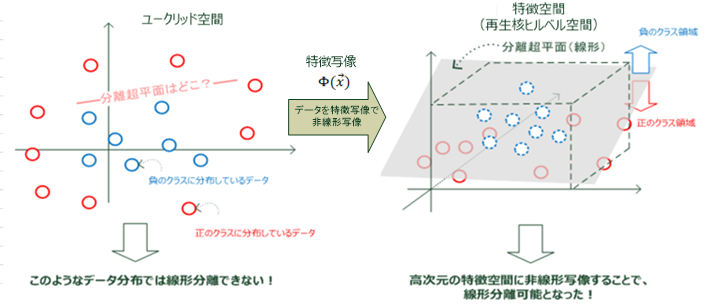 ユークリッド空間
分離超平面はどこ?
負のクラスに分布しているデータ
正のクラスに分布しているデータ
このようなデータ分布では線形分離できない!
特徴写像
Φ(x⃗)
データを特徴写像で
非線形写像
特徴空間
(再生核ヒルベルト空間)
分離超平面(線形)
負のクラス領域
正のクラス領域
高次元の特徴空間に非線形写像することで、
線形分離可能となった!